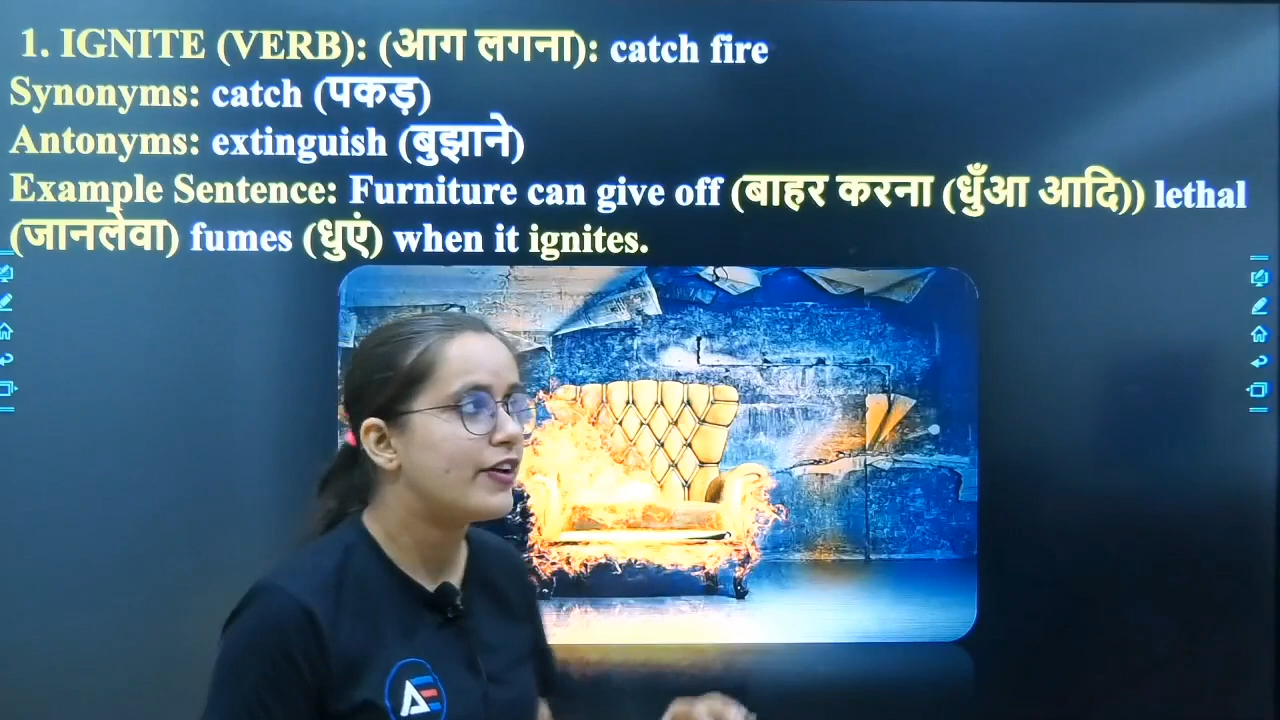 1. IGNITE (VERB): (आग लगना): catch fire
Synonyms: catch (पकड़)
Antonyms: extinguish (बुझाने)
Example Sentence: Furniture can give off (बाहर करना (धुँआ आदि)) lethal
(जानलेवा) fumes (धुएं) when it ignites.
AE